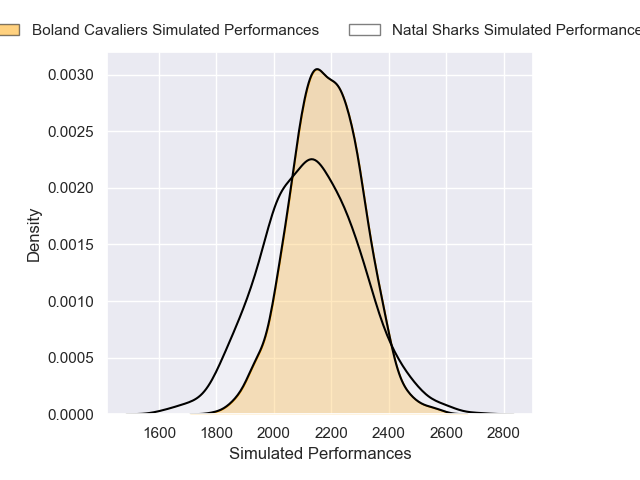 Boland Cavaliers Simulated Performances Natal Sharks Simulated Performance
0.0030
0.0025
0.0020
0.0015
0.0010
0.0005
0.0000
Density
1600 1800 2000 2200 2400 2600 2800
Simulated Performances